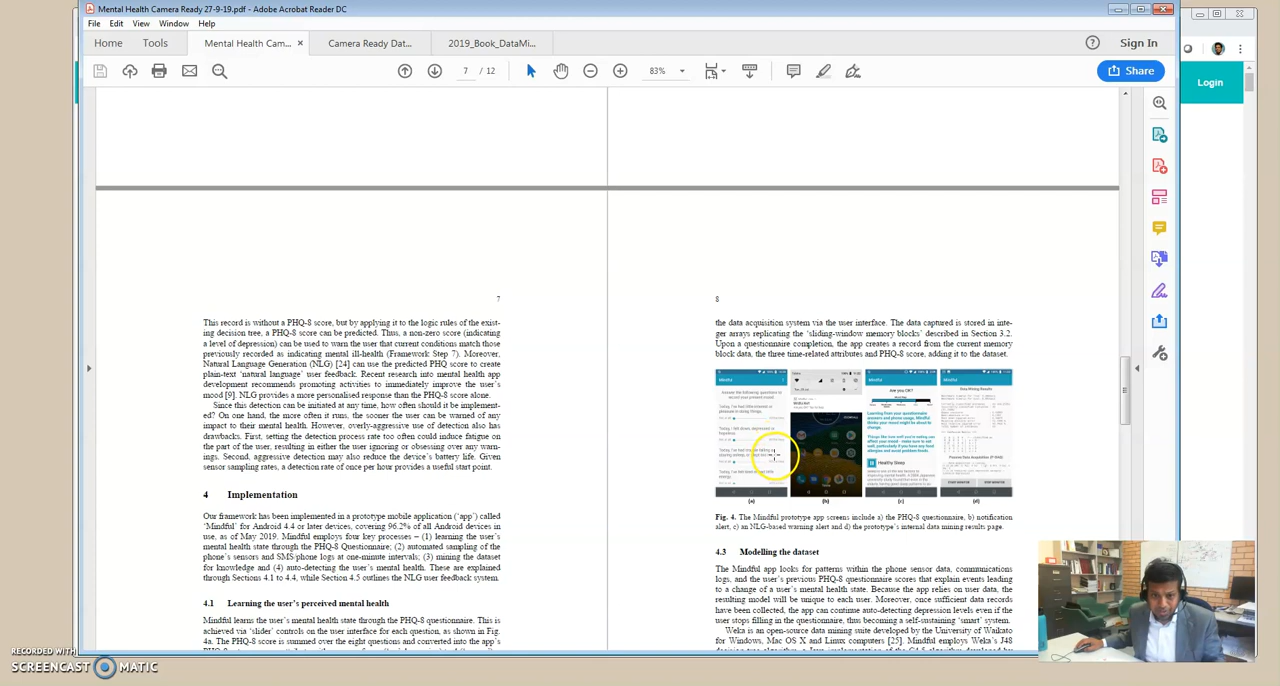 Mental Health Camera Ready 27-9-19.pdf - Adobe Acrobat Reader DC
File Edit View Window Help
Home Tools Mental Health Cam... × Camera Ready Dat... 2019_Book_DataMi... Sign In
7 / 12 83% Share
Login
7
This record is without a PHQ-8 score, but by applying it to the logic rules of the exist-
ing decision tree, a PHQ-8 score can be predicted. Thus, a non-zero score (indicating
a level of depression) can be used to warn the user that current conditions match those
previously recorded as indicating mental ill-health (Framework Step 7). Moreover,
Natural Language Generation (NLG) [24] can use the predicted PHQ score to create
plain-text 'natural language' user feedback. Recent research into mental health app
development recommends promoting activities to immediately improve the user's
mood [9]. NLG provides a more personalised response than the PHQ-8 score alone.
Since this detection can be initiated at any time, how often should it be implement-
ed? On one hand, the more often it runs, the sooner the user can be warned of any
impact to their mental health. However, overly-aggressive use of detection also has
drawbacks. First, setting the detection process rate too often could induce fatigue on
the part of the user, resulting in either the user ignoring or obsessing over any warn-
ings. Second, aggressive detection may also reduce the device's battery life. Given
sensor sampling rates, a detection rate of once per hour provides a useful start point.
4 Implementation
Our framework has been implemented in a prototype mobile application ('app') called
'Mindful' for Android 4.4 or later devices, covering 96.2% of all Android devices in
use, as of May 2019. Mindful employs four key processes – (1) learning the user's
mental health state through the PHQ-8 Questionnaire; (2) automated sampling of the
phone's sensors and SMS/phone logs at one-minute intervals; (3) mining the dataset
for knowledge and (4) auto-detecting the user's mental health. These are explained
through Sections 4.1 to 4.4, while Section 4.5 outlines the NLG user feedback system.
4.1 Learning the user's perceived mental health
Mindful learns the user's mental health state through the PHQ-8 questionnaire. This is
achieved via 'slider' controls on the user interface for each question, as shown in Fig.
4a. The PHQ-8 score is summed over the eight questions and converted into the app's
8
the data acquisition system via the user interface. The data captured is stored in inte-
ger arrays replicating the 'sliding-window memory blocks' described in Section 3.2.
Upon a questionnaire completion, the app creates a record from the current memory
block data, the three time-related attributes and PHQ-8 score, adding it to the dataset.
Are you OK?
Healthy Sleep
(a) (b) (c) (d)
Fig. 4. The Mindful prototype app screens include a) the PHQ-8 questionnaire, b) notification
alert, c) an NLG-based warning alert and d) the prototype's internal data mining results page.
4.3 Modelling the dataset
The Mindful app looks for patterns within the phone sensor data, communications
logs, and the user's previous PHQ-8 questionnaire scores that explain events leading
to a change of a user's mental health state. Because the app relies on user data, the
resulting model will be unique to each user. Moreover, once sufficient data records
have been collected, the app can continue auto-detecting depression levels even if the
user stops filling in the questionnaire, thus becoming a self-sustaining 'smart' system.
Weka is an open-source data mining suite developed by the University of Waikato
for Windows, Mac OS X and Linux computers [25]. Mindful employs Weka's J48
RECORDED WITH
SCREENCAST MATIC